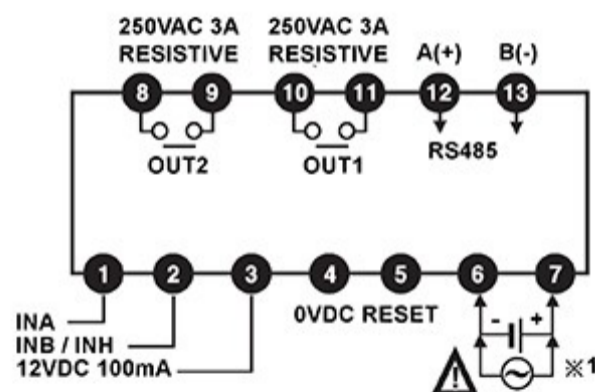 250VAC 3A 250VAC 3A
RESISTIVE RESISTIVE A(+) B(-)
8 9 10 11 12 13
OUT2 OUT1 RS485
1 2 3 4 5 6 7
INA
INB / INH
12VDC 100mA
0VDC RESET
- +
※1